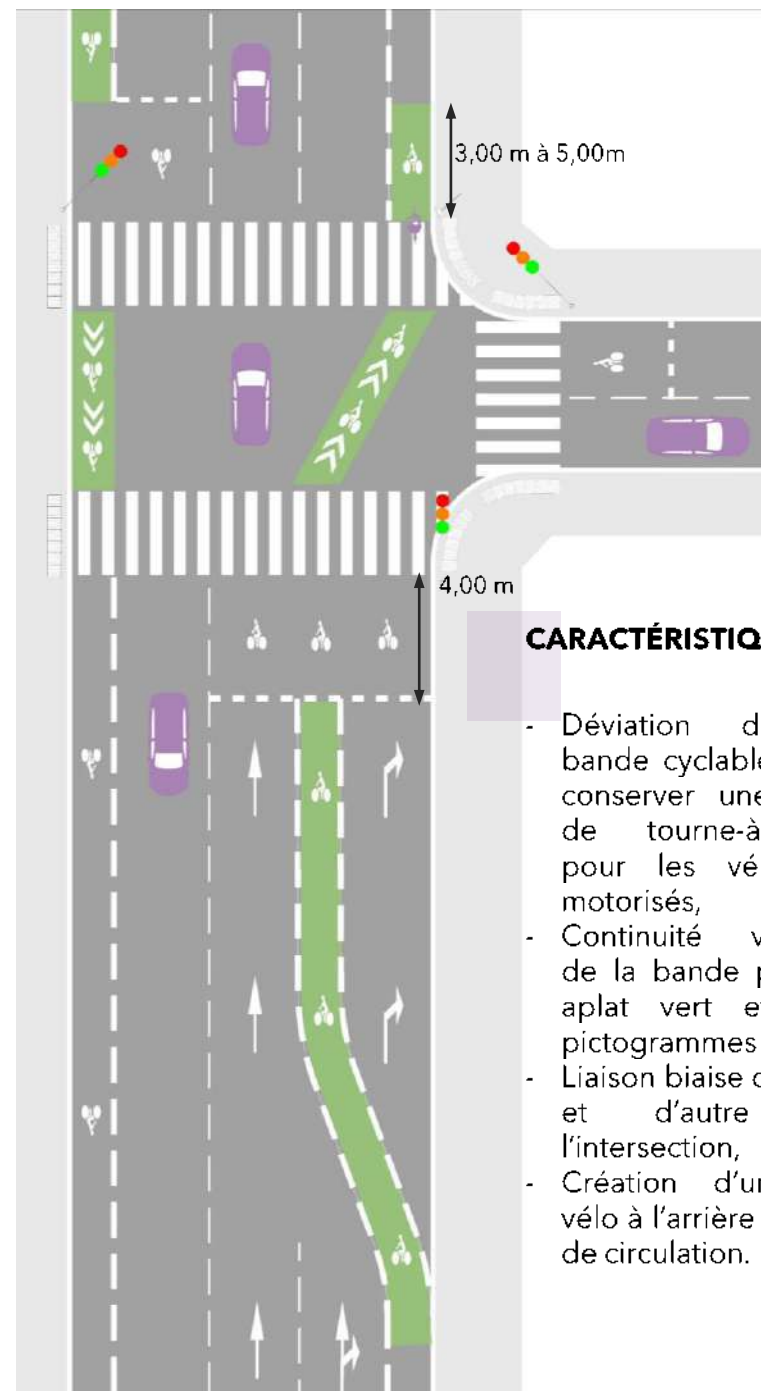 3,00 m à 5,00m
4,00 m
CARACTÉRISTIQ
- Déviation d
bande cyclable
conserver une
de tourne-à
pour les vé
motorisés,
- Continuité v
de la bande p
aplat vert e
pictogrammes
- Liaison biaise d
et d'autre
l'intersection,
- Création d'un
vélo à l'arrière
de circulation.